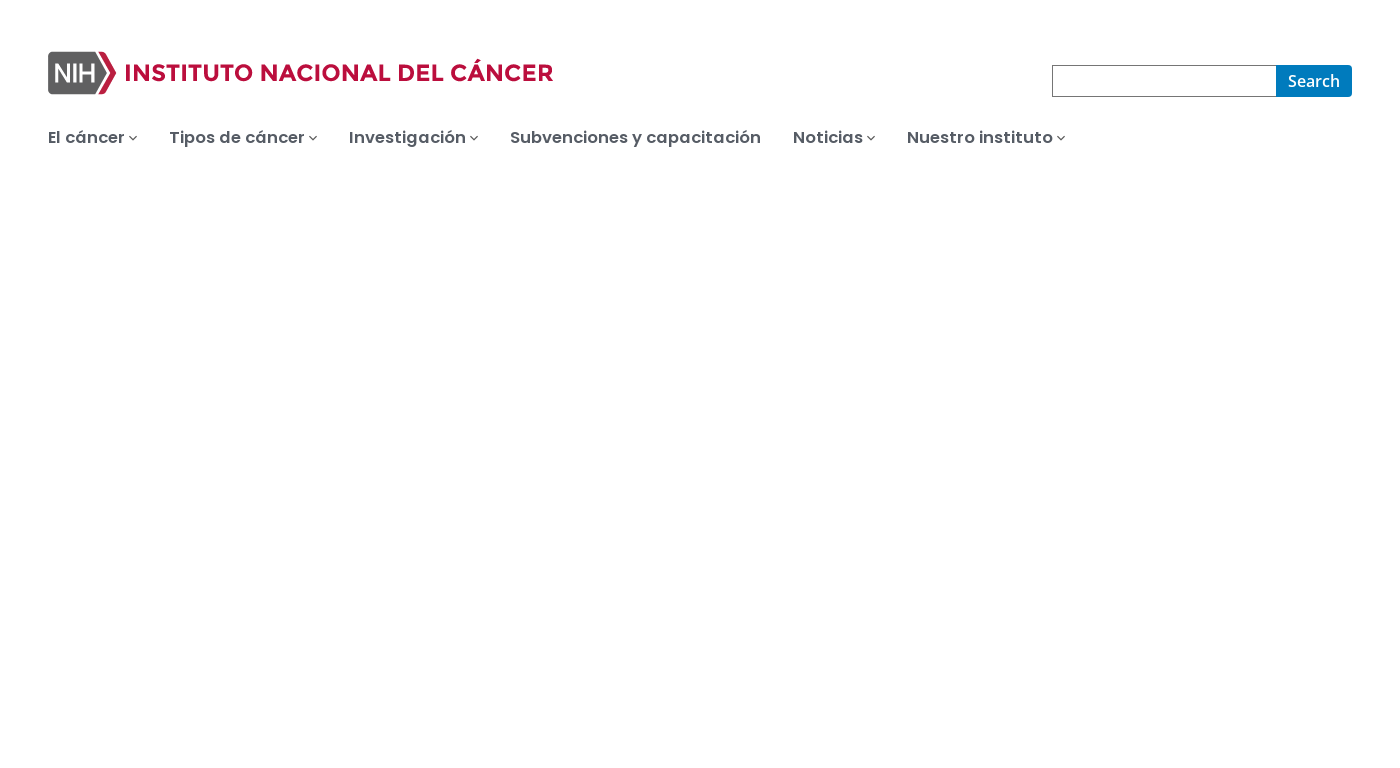 NIH INSTITUTO NACIONAL DEL CÁNCER
Search
El cáncer
Tipos de cáncer
Investigación
Subvenciones y capacitación
Noticias
Nuestro instituto